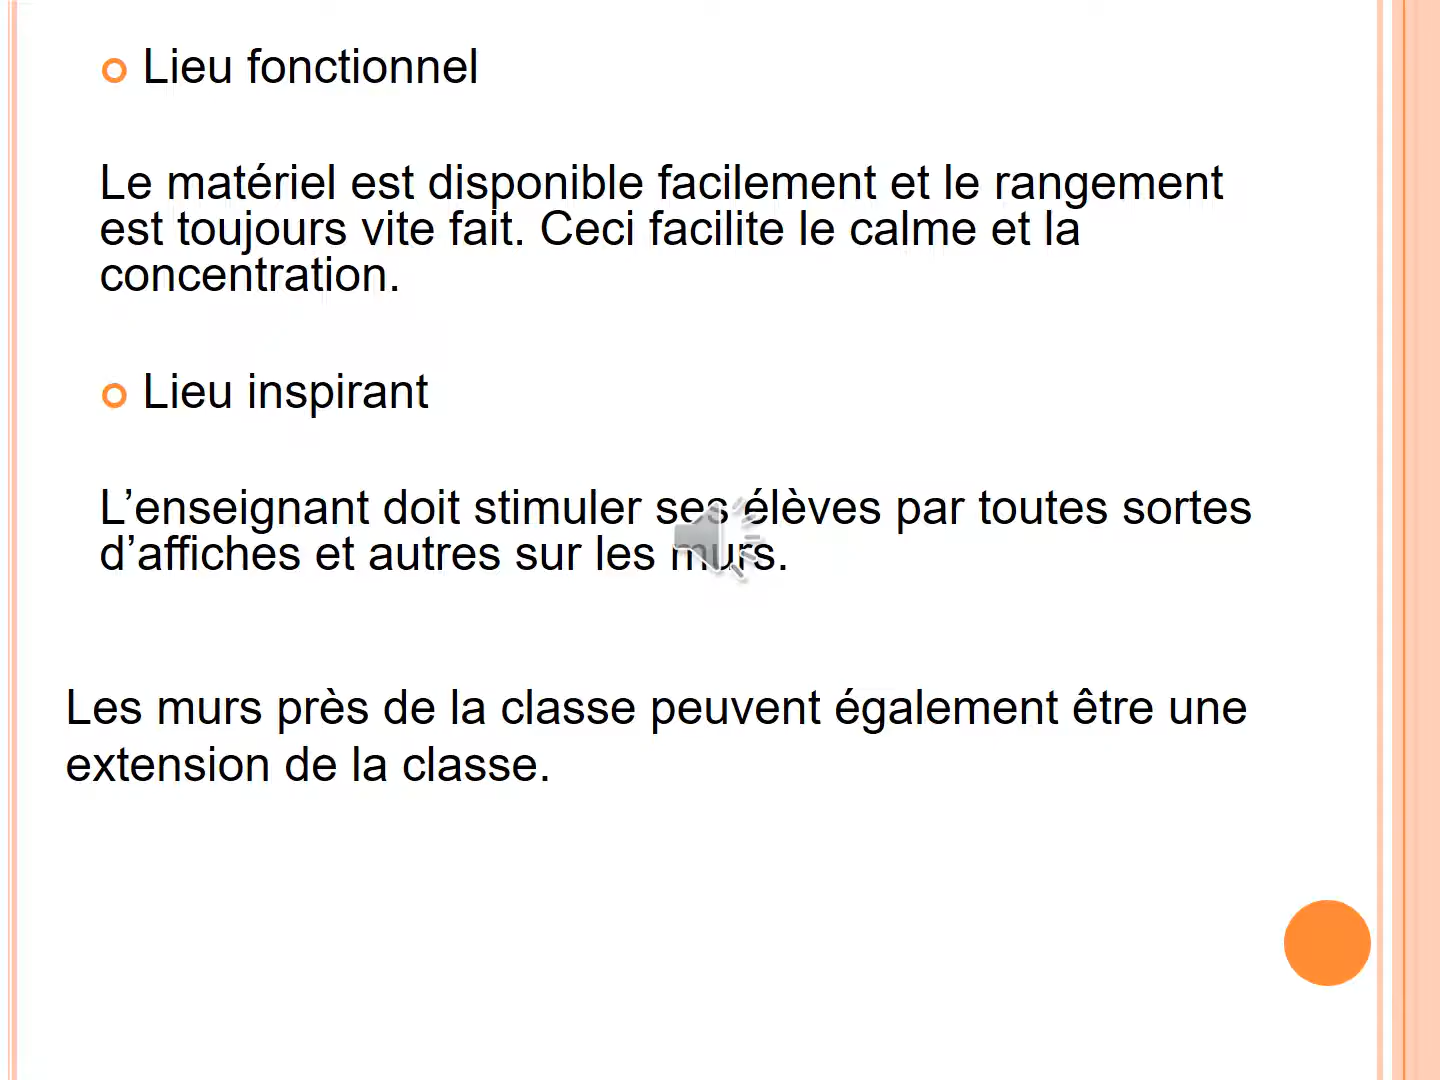 Lieu fonctionnel
Le matériel est disponible facilement et le rangement
est toujours vite fait. Ceci facilite le calme et la
concentration.
Lieu inspirant
L’enseignant doit stimuler ses élèves par toutes sortes
d’affiches et autres sur les murs.
Les murs près de la classe peuvent également être une
extension de la classe.